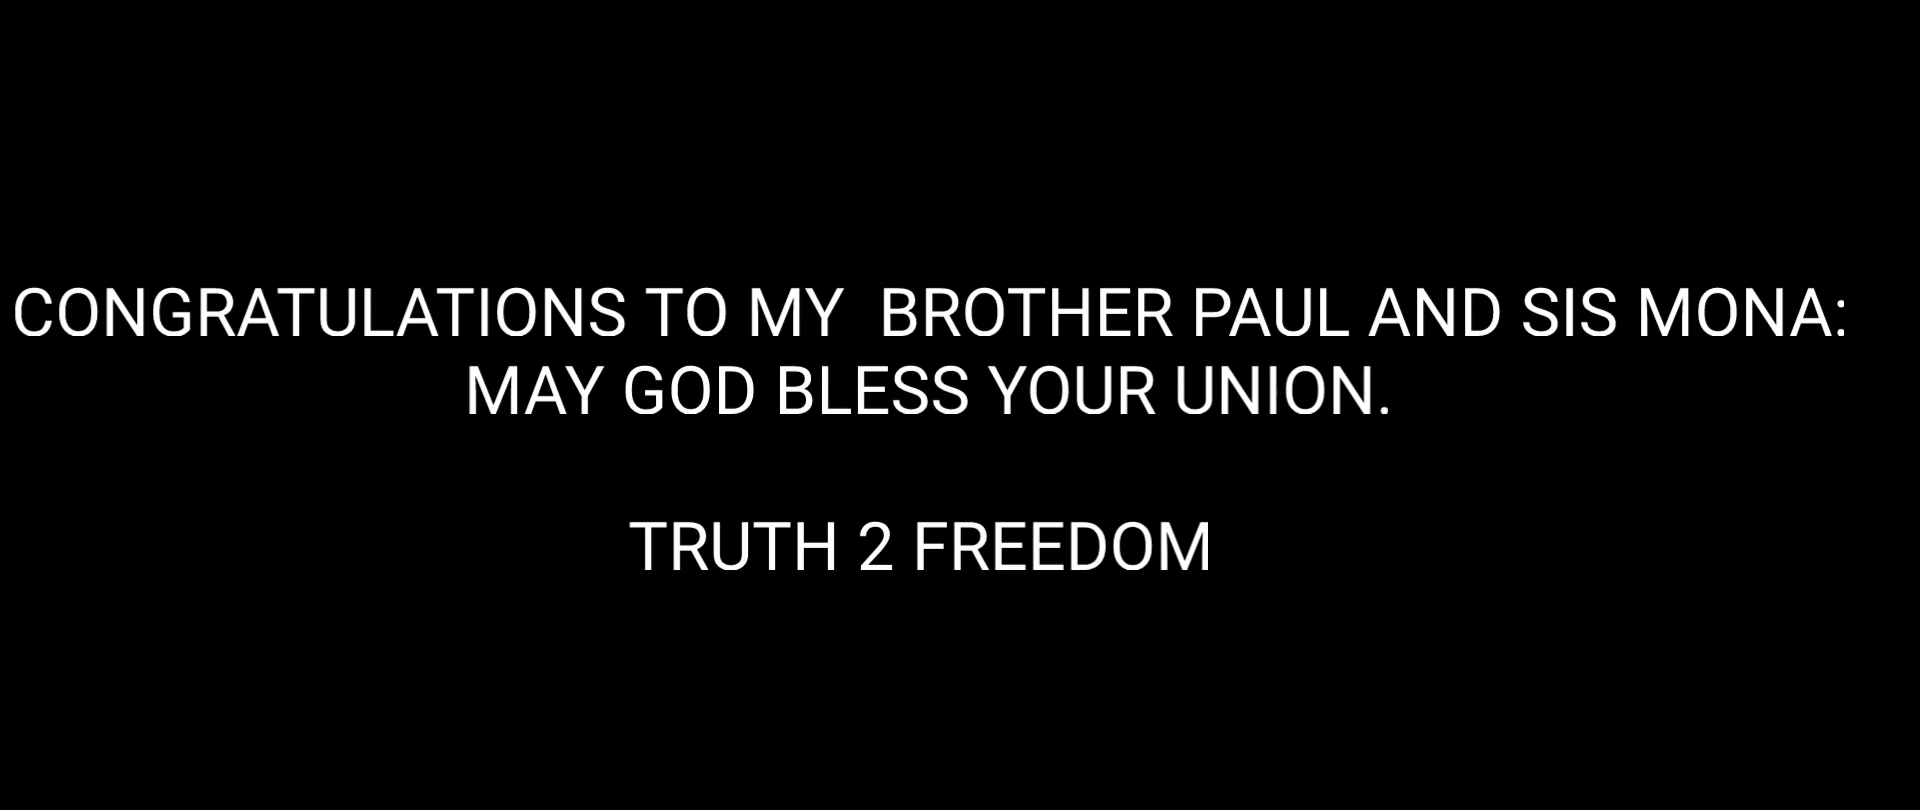 CONGRATULATIONS TO MY  BROTHER PAUL AND SIS MONA:
MAY GOD BLESS YOUR UNION.
TRUTH 2 FREEDOM